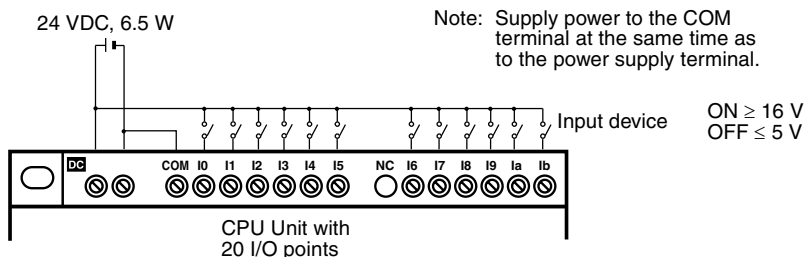 24 VDC, 6.5 W
Note: Supply power to the COM
terminal at the same time as
to the power supply terminal.
Input device
ON ≥ 16 V
OFF ≤ 5 V
DC COM I0 I1 I2 I3 I4 I5 NC I6 I7 I8 I9 Ia Ib
CPU Unit with
20 I/O points